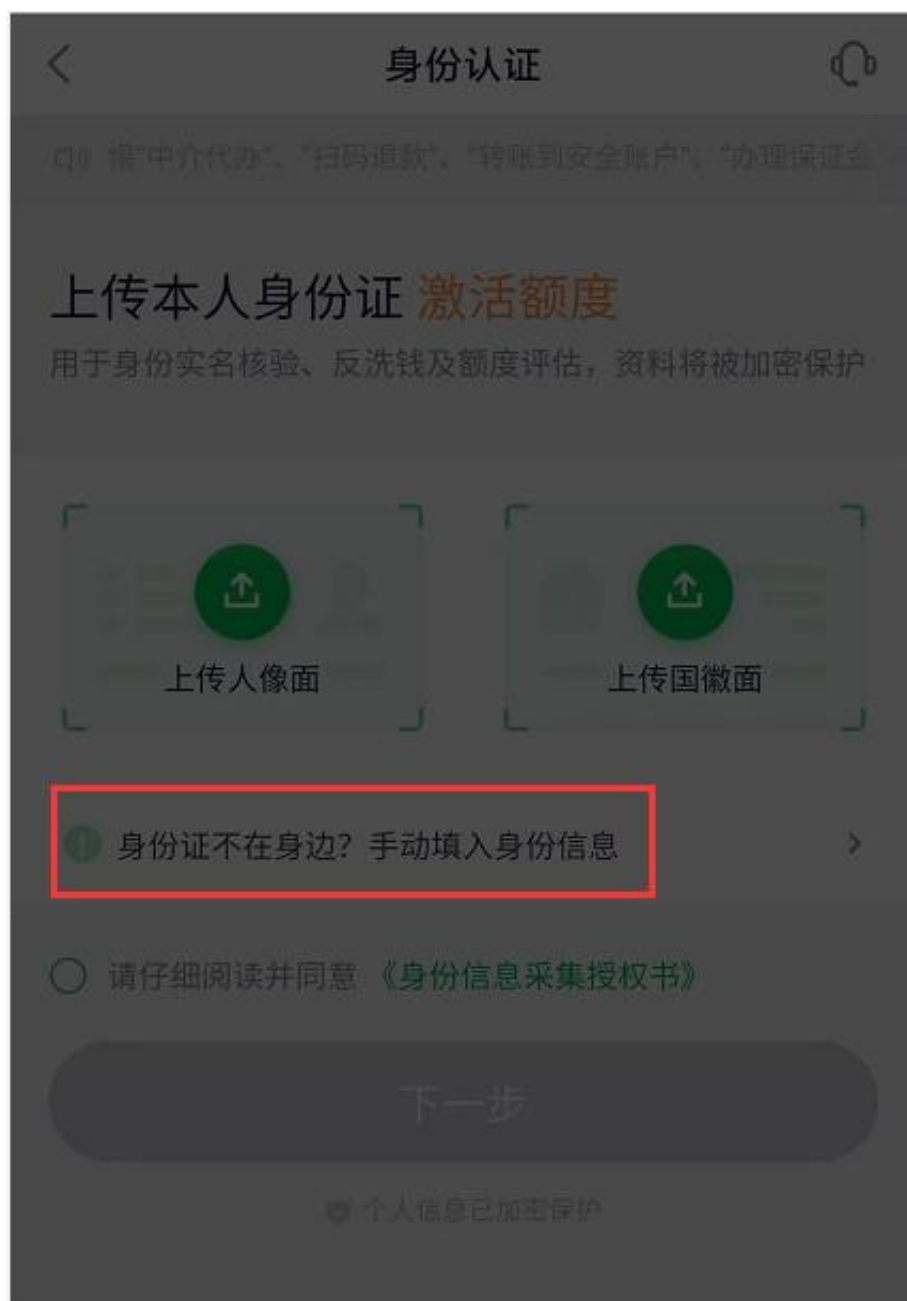 身份认证
惕"中介代办"、"扫码退款"、"转账到安全账户"、"办理保证金
上传本人身份证 激活额度
用于身份实名核验、反洗钱及额度评估，资料将被加密保护
上传人像面
上传国徽面
身份证不在身边？手动填入身份信息
请仔细阅读并同意 《身份信息采集授权书》
下一步
个人信息已加密保护